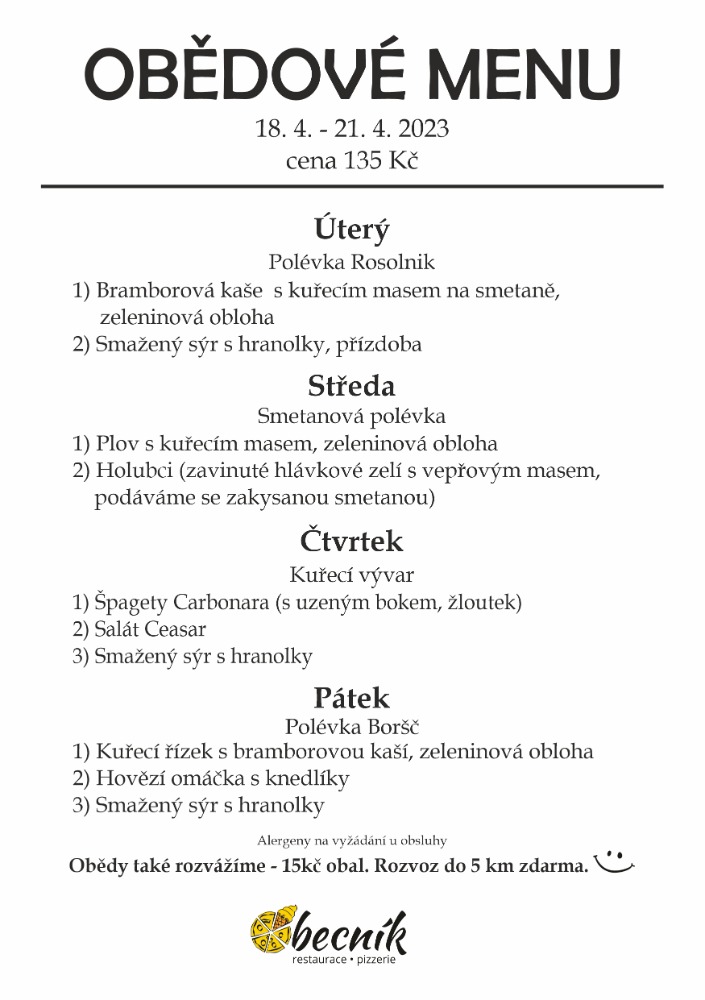 OBĚDOVÉ MENU
18. 4. - 21. 4. 2023
cena 135 Kč
Úterý
Polévka Rosolnik
1) Bramborová kaše s kuřecím masem na smetaně,
zeleninová obloha
2) Smažený sýr s hranolky, přízdoba
Středa
Smetanová polévka
1) Plov s kuřecím masem, zeleninová obloha
2) Holubci (zavinuté hlávkové zelí s vepřovým masem,
podáváme se zakysanou smetanou)
Čtvrtek
Kuřecí vývar
1) Špagety Carbonara (s uzeným bokem, žloutek)
2) Salát Ceasar
3) Smažený sýr s hranolky
Pátek
Polévka Boršč
1) Kuřecí řízek s bramborovou kaší, zeleninová obloha
2) Hovězí omáčka s knedlíky
3) Smažený sýr s hranolky
Alergeny na vyžádání u obsluhy
Obědy také rozvážíme - 15kč obal. Rozvoz do 5 km zdarma.
Obecník
restaurace • pizzerie